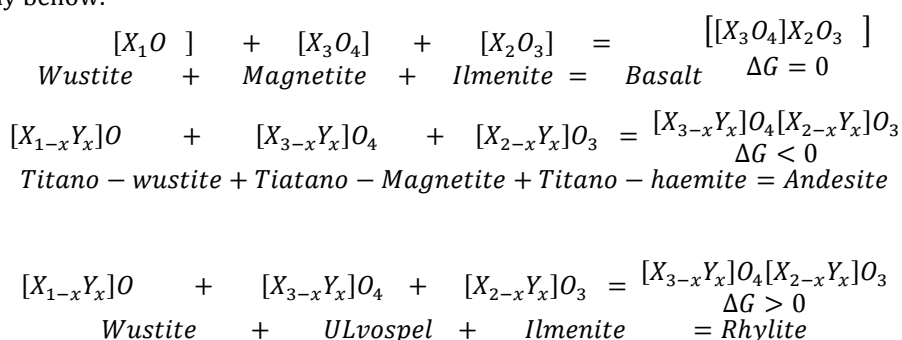 [X₁O ] + [X₃O₄] + [X₂O₃] = [[X₃O₄]X₂O₃ ]
Wustite + Magnetite + Ilmenite = Basalt ΔG = 0
[X₁₋ₓYₓ]O + [X₃₋ₓYₓ]O₄ + [X₂₋ₓYₓ]O₃ = [X₃₋ₓYₓ]O₄[X₂₋ₓYₓ]O₃
ΔG < 0
Titano − wustite + Tiatano − Magnetite + Titano − haemite = Andesite
[X₁₋ₓYₓ]O + [X₃₋ₓYₓ]O₄ + [X₂₋ₓYₓ]O₃ = [X₃₋ₓYₓ]O₄[X₂₋ₓYₓ]O₃
ΔG > 0
Wustite + ULvospel + Ilmenite = Rhylite